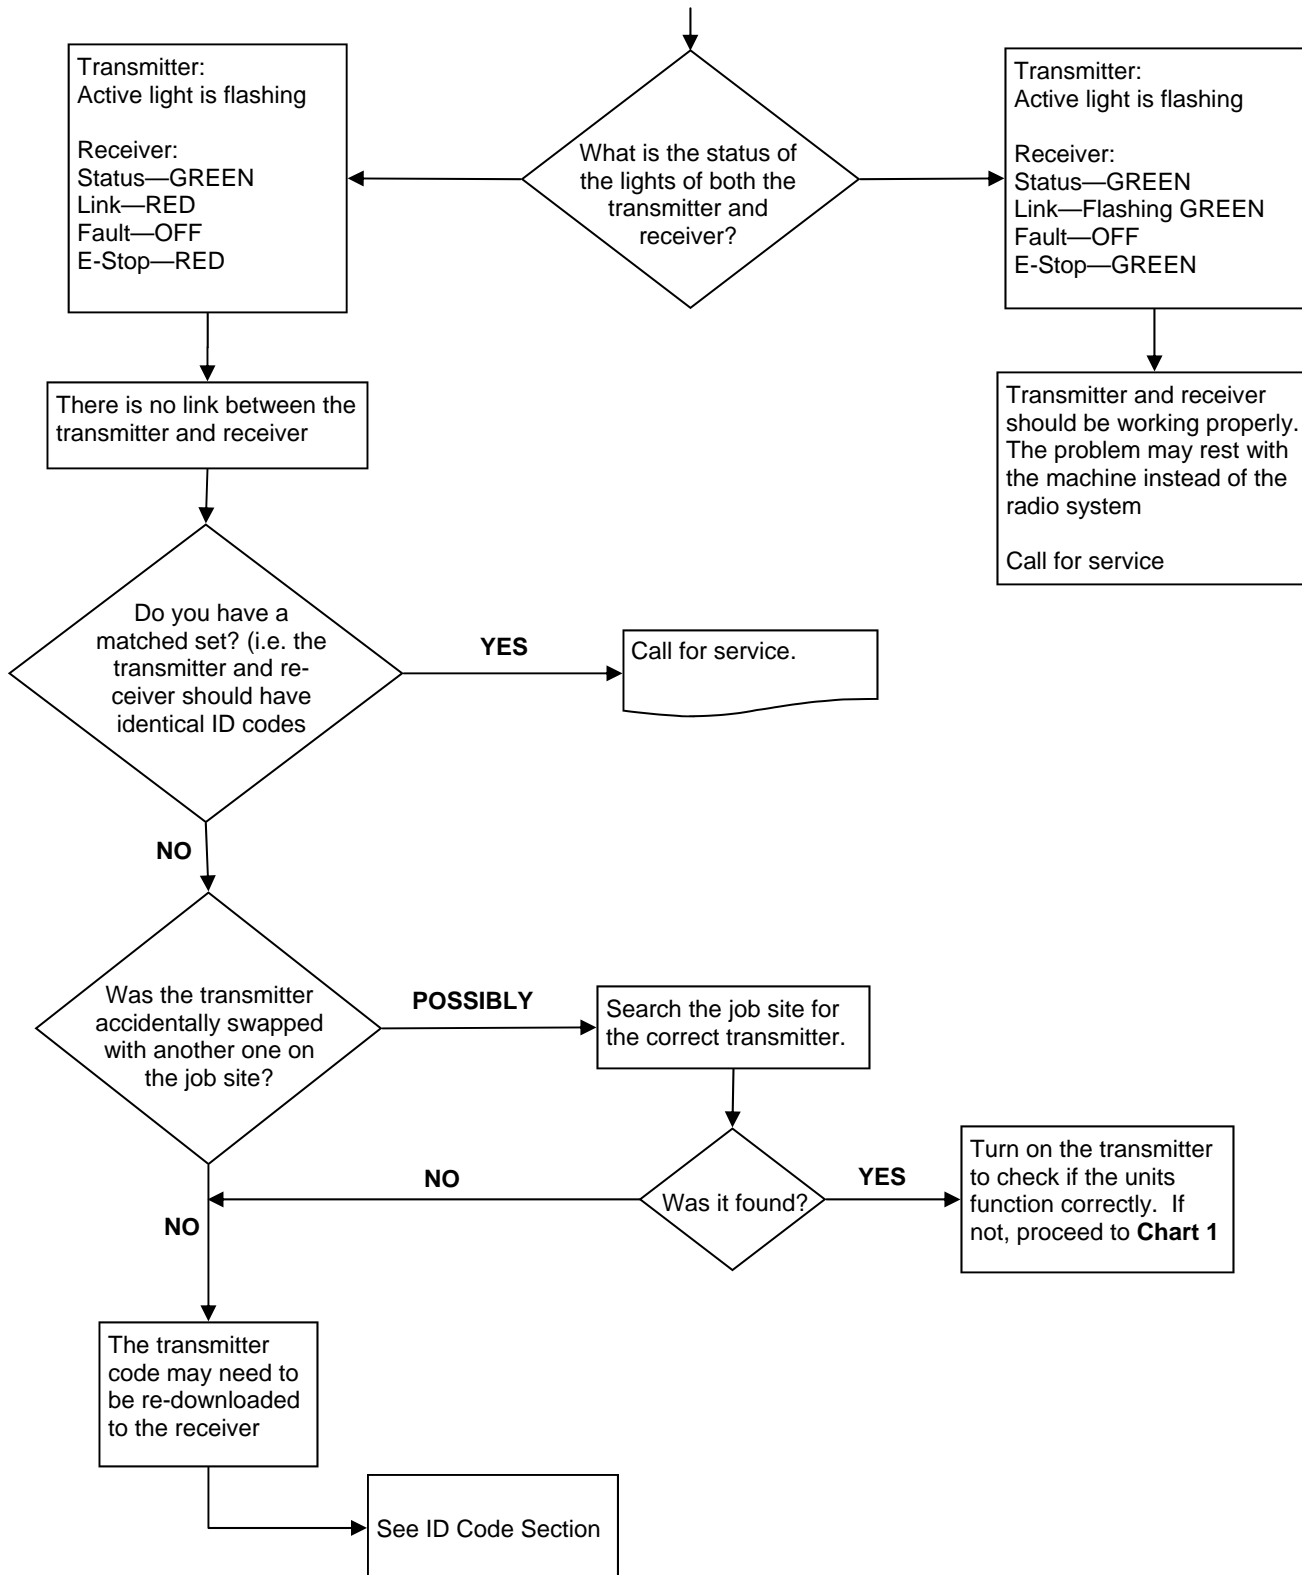 Transmitter:
Active light is flashing
Receiver:
Status—GREEN
Link—RED
Fault—OFF
E-Stop—RED
What is the status of
the lights of both the
transmitter and
receiver?
Transmitter:
Active light is flashing
Receiver:
Status—GREEN
Link—Flashing GREEN
Fault—OFF
E-Stop—GREEN
There is no link between the
transmitter and receiver
Transmitter and receiver
should be working properly.
The problem may rest with
the machine instead of the
radio system
Call for service
Do you have a
matched set? (i.e. the
transmitter and re-
ceiver should have
identical ID codes
YES
Call for service.
NO
Was the transmitter
accidentally swapped
with another one on
the job site?
POSSIBLY
Search the job site for
the correct transmitter.
Was it found?
NO
YES
Turn on the transmitter
to check if the units
function correctly.  If
not, proceed to Chart 1
NO
The transmitter
code may need to
be re-downloaded
to the receiver
See ID Code Section